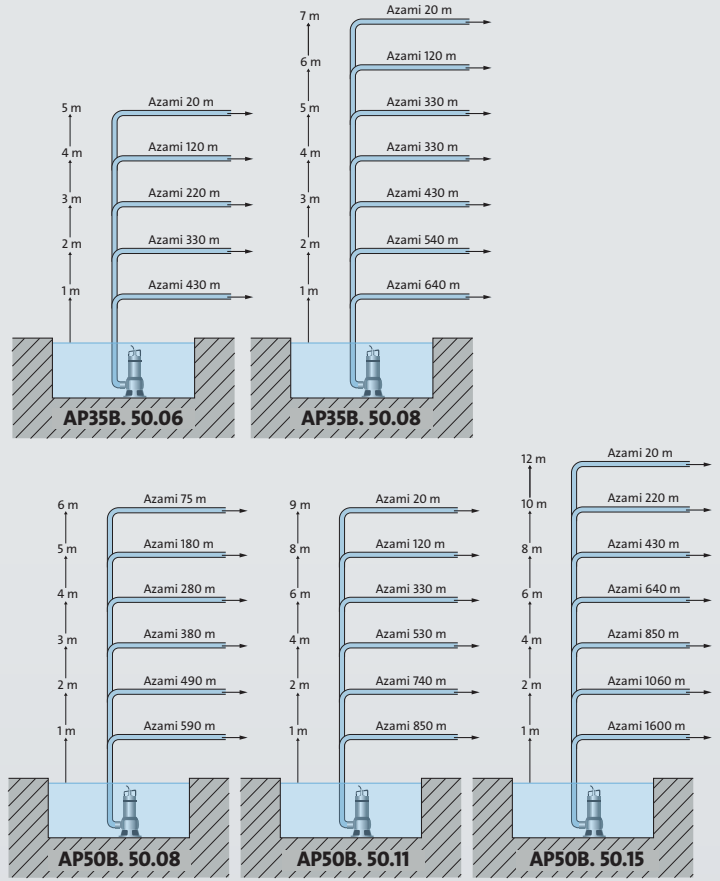 5 m Azami 20 m
4 m Azami 120 m
3 m Azami 220 m
2 m Azami 330 m
1 m Azami 430 m
AP35B. 50.06
7 m Azami 20 m
6 m Azami 120 m
5 m Azami 330 m
4 m Azami 330 m
3 m Azami 430 m
2 m Azami 540 m
1 m Azami 640 m
AP35B. 50.08
6 m Azami 75 m
5 m Azami 180 m
4 m Azami 280 m
3 m Azami 380 m
2 m Azami 490 m
1 m Azami 590 m
AP50B. 50.08
9 m Azami 20 m
8 m Azami 120 m
6 m Azami 330 m
4 m Azami 530 m
2 m Azami 740 m
1 m Azami 850 m
AP50B. 50.11
12 m Azami 20 m
10 m Azami 220 m
8 m Azami 430 m
6 m Azami 640 m
4 m Azami 850 m
2 m Azami 1060 m
1 m Azami 1600 m
AP50B. 50.15